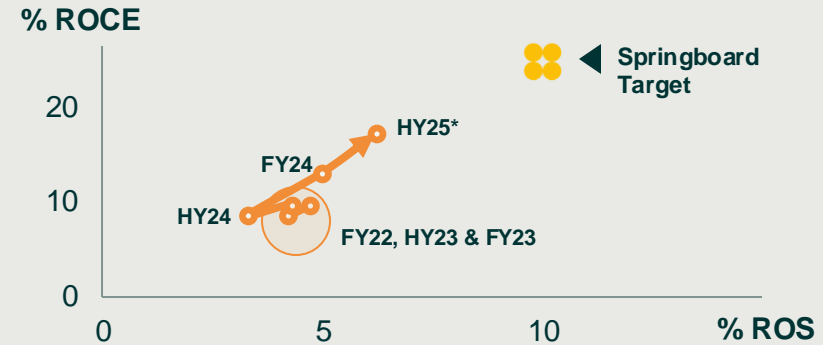 % ROCE
Springboard
Target
20
HY25*
FY24
10
HY24
FY22, HY23 & FY23
0
0
5
10
% ROS